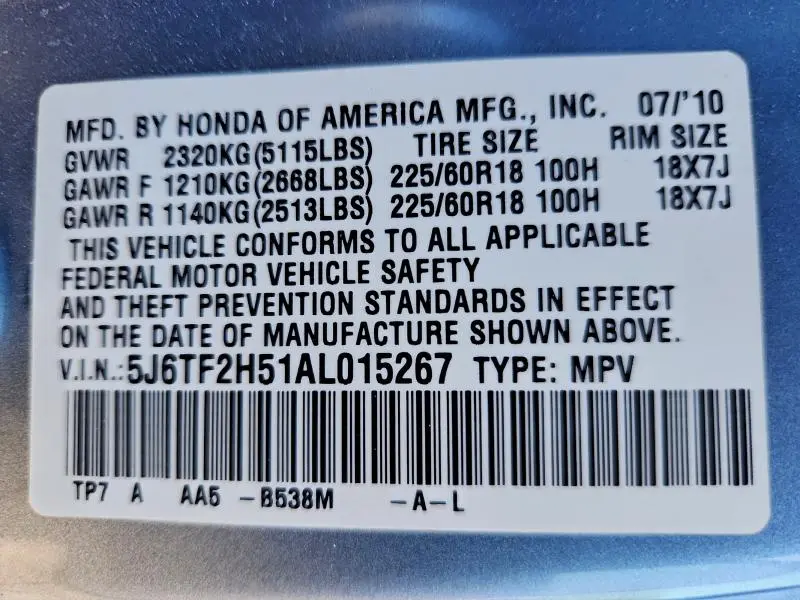 MFD. BY HONDA OF AMERICA MFG., INC. 07/'10
GVWR 2320KG(5115LBS) TIRE SIZE RIM SIZE
GAWR F 1210KG(2668LBS) 225/60R18 100H 18X7J
GAWR R 1140KG(2513LBS) 225/60R18 100H 18X7J
THIS VEHICLE CONFORMS TO ALL APPLICABLE
FEDERAL MOTOR VEHICLE SAFETY
AND THEFT PREVENTION STANDARDS IN EFFECT
ON THE DATE OF MANUFACTURE SHOWN ABOVE.
V.I.N.:5J6TF2H51AL015267 TYPE: MPV
TP7 A AA5 -B538M -A-L